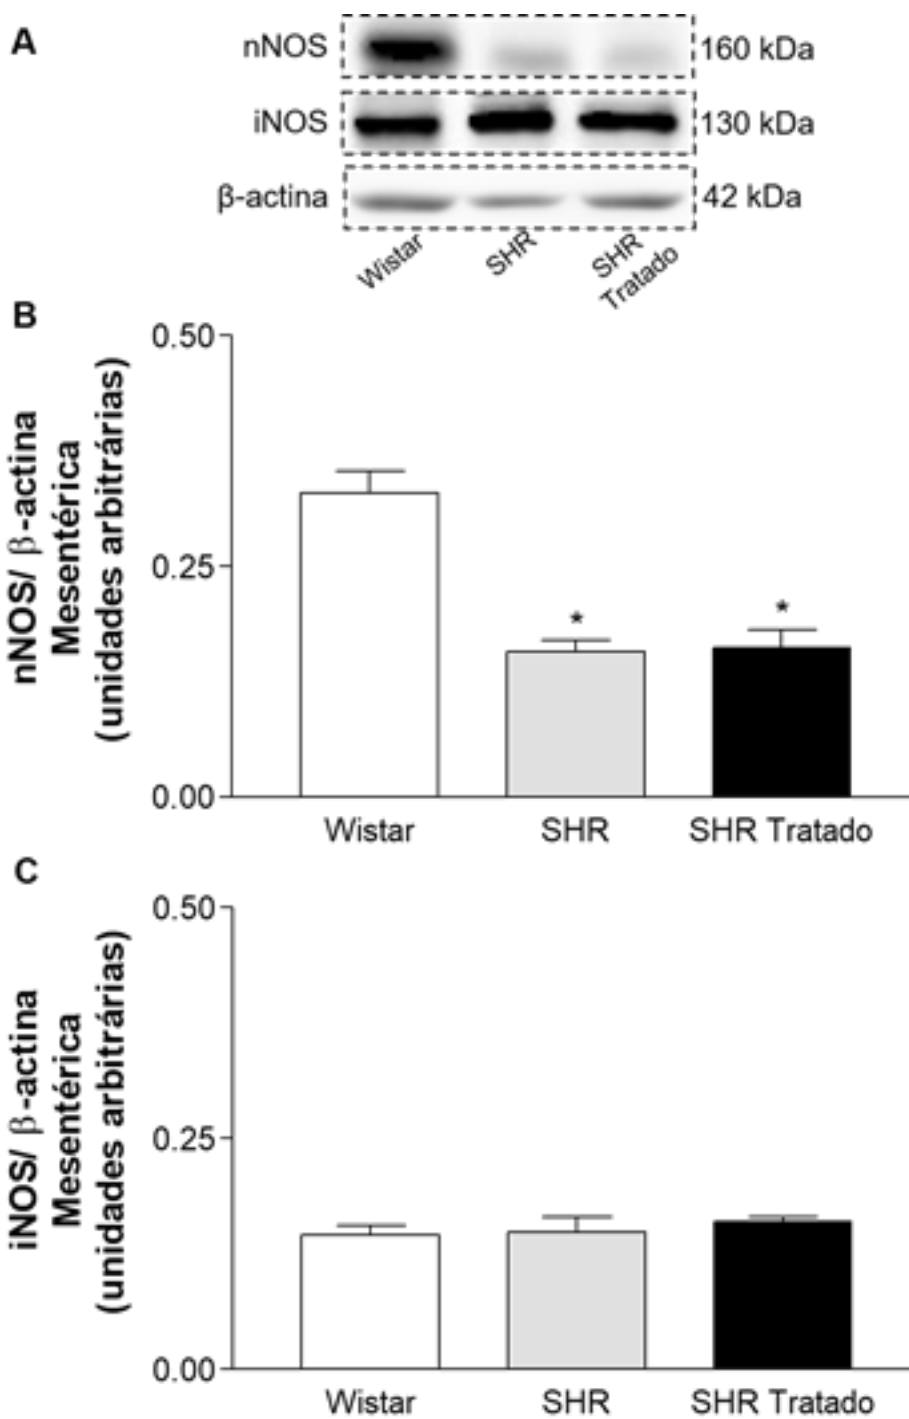 A
nNOS
160 kDa
iNOS
130 kDa
β-actina
42 kDa
Wistar
SHR
SHR
Tratado
B
nNOS/ β-actina
Mesentérica
(unidades arbitrárias)
0.50
0.25
0.00
*
*
Wistar
SHR
SHR Tratado
C
iNOS/ β-actina
Mesentérica
(unidades arbitrárias)
0.50
0.25
0.00
Wistar
SHR
SHR Tratado